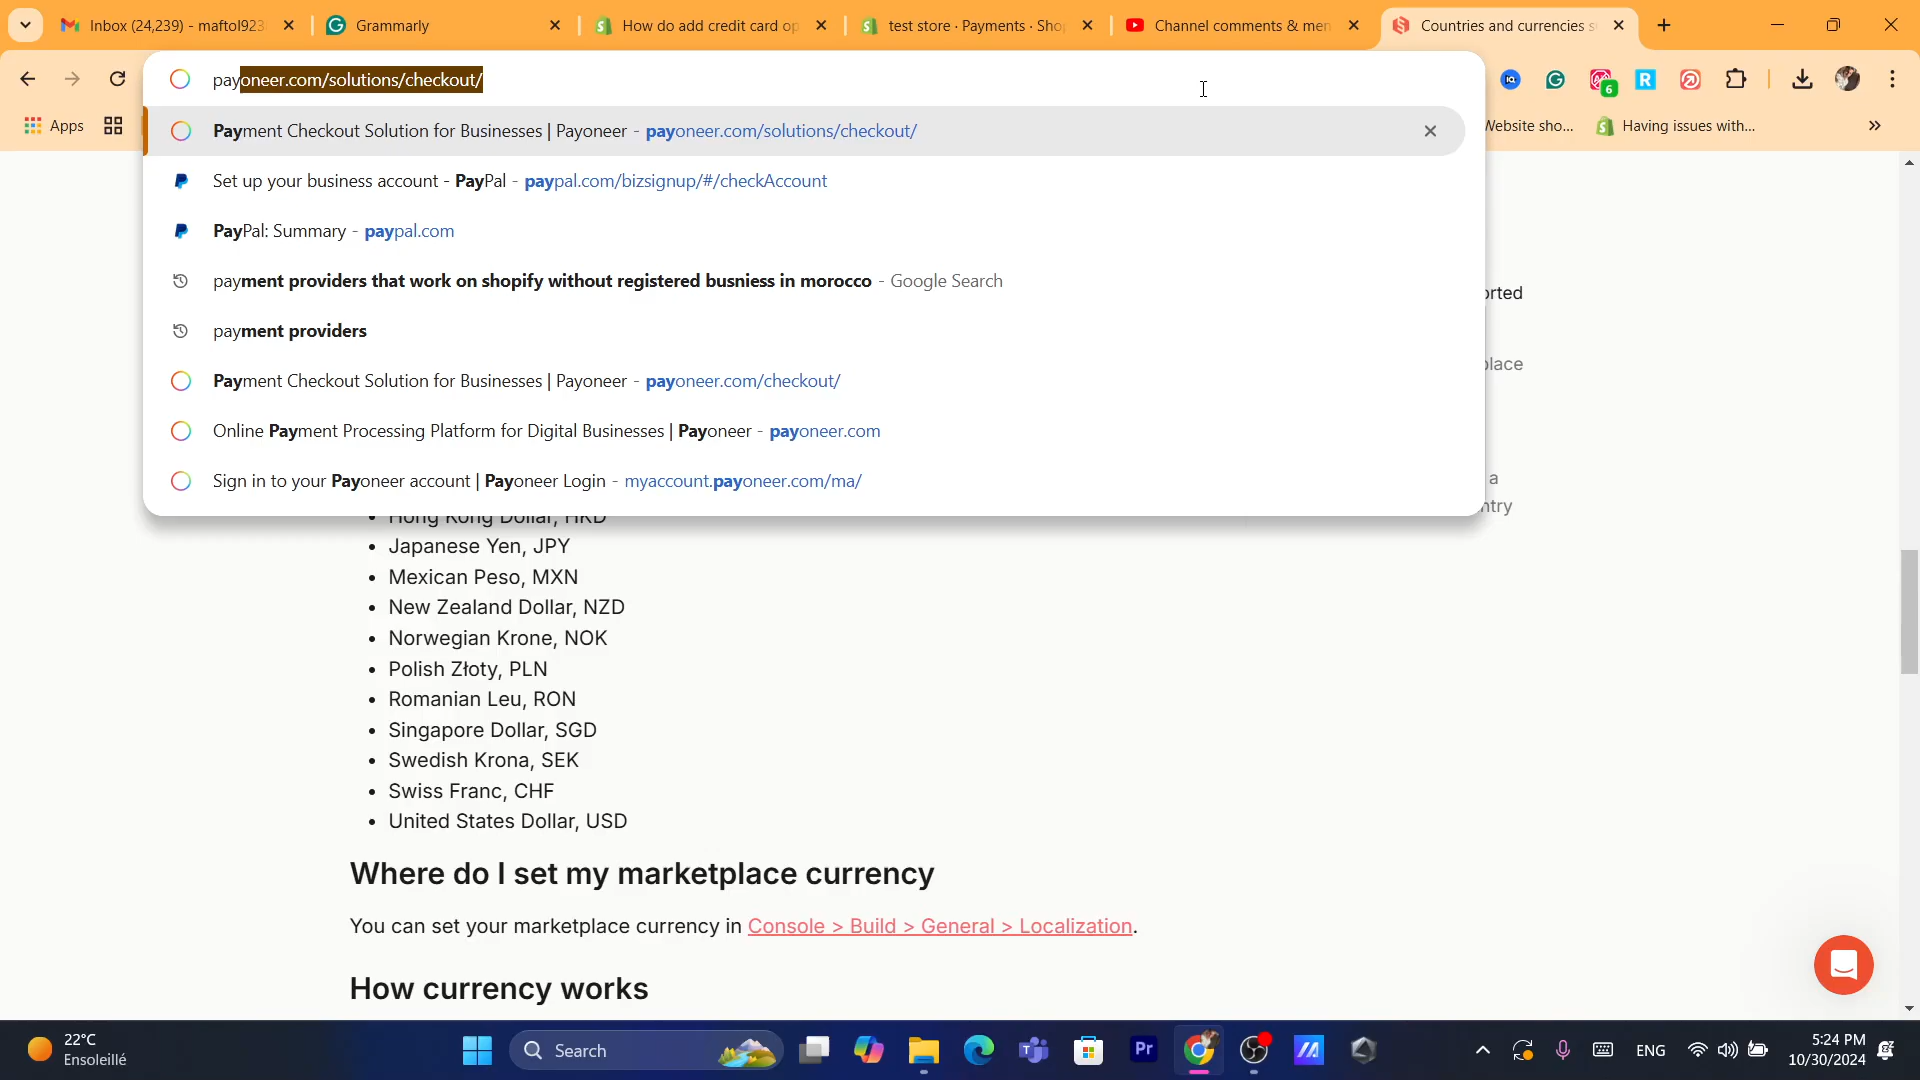 Inbox (24,239) - maftol923
Grammarly
How do add credit card op
test store · Payments · Sho
Channel comments & men
Countries and currencies s
payoneer.com/solutions/checkout/
6
Apps
Website sho...
Having issues with...
Payment Checkout Solution for Businesses | Payoneer - payoneer.com/solutions/checkout/
Set up your business account - PayPal - paypal.com/bizsignup/#/checkAccount
PayPal: Summary - paypal.com
payment providers that work on shopify without registered busniess in morocco - Google Search
payment providers
Payment Checkout Solution for Businesses | Payoneer - payoneer.com/checkout/
Online Payment Processing Platform for Digital Businesses | Payoneer - payoneer.com
Sign in to your Payoneer account | Payoneer Login - myaccount.payoneer.com/ma/
orted
place
a
ntry
Hong Kong Dollar, HKD
Japanese Yen, JPY
Mexican Peso, MXN
New Zealand Dollar, NZD
Norwegian Krone, NOK
Polish Złoty, PLN
Romanian Leu, RON
Singapore Dollar, SGD
Swedish Krona, SEK
Swiss Franc, CHF
United States Dollar, USD
Where do I set my marketplace currency
You can set your marketplace currency in Console > Build > General > Localization.
How currency works
22°C
Ensoleillé
Search
Pr
ENG
5:24 PM
10/30/2024